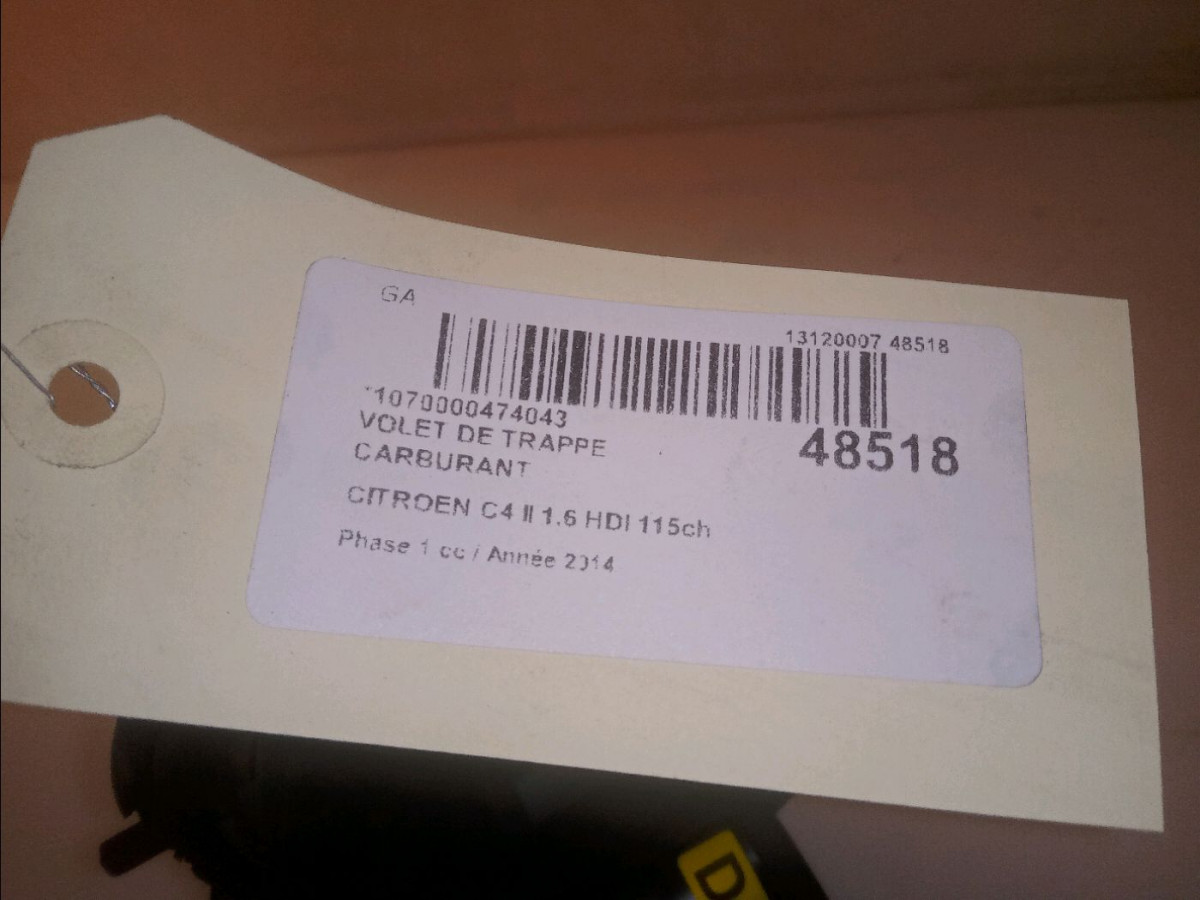 GA
13120007 48518
*1070000474043
48518
VOLET DE TRAPPE
CARBURANT
CITROEN C4 II 1.6 HDI 115ch
Phase 1 cc / Année 2014
D